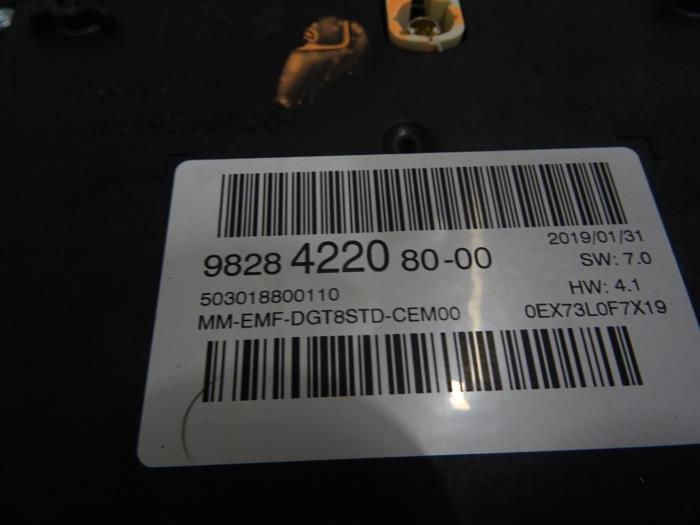 9828 4220 80-00
2019/01/31
SW: 7.0
503018800110
HW: 4.1
MM-EMF-DGT8STD-CEM00
0EX73L0F7X19